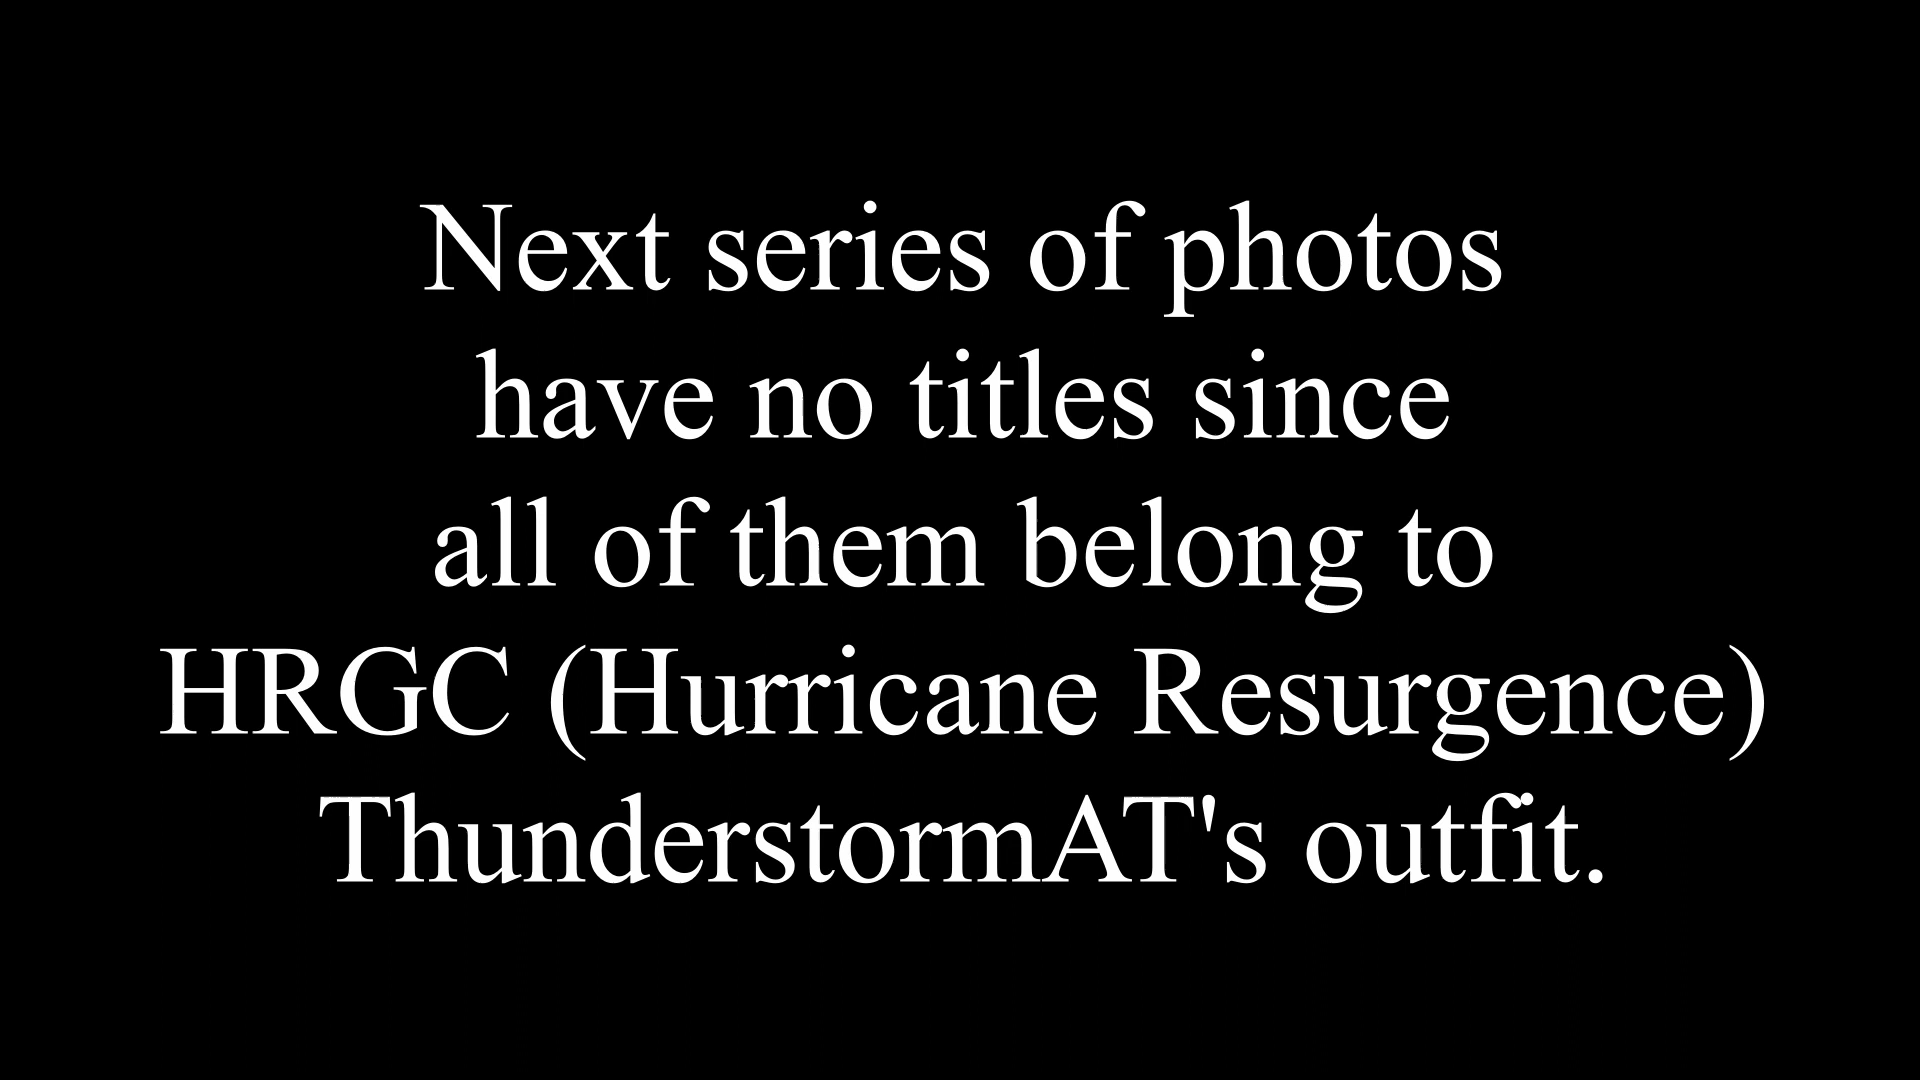 Next series of photos
have no titles since
all of them belong to
HRGC (Hurricane Resurgence)
ThunderstormAT's outfit.